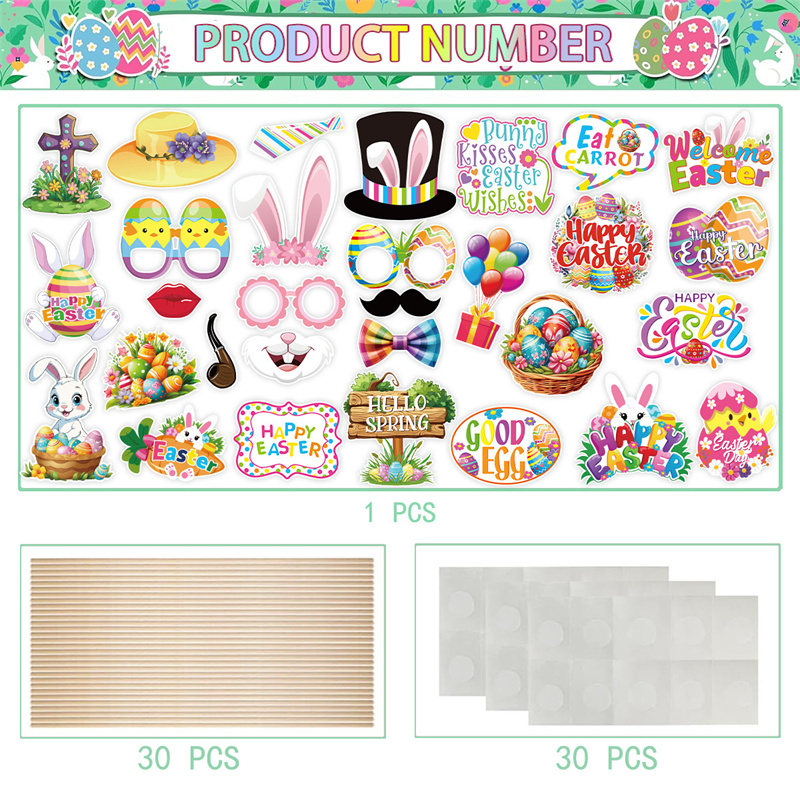 PRODUCT NUMBER
Bunny
Kisses
Easter
Wishes
Eat
CARROT
Welcome
Easter
Happy
Easter
Happy
Easter
Happy
Easter
HAPPY
Easter
HELLO
SPRING
Easter
HAPPY
EASTER
GOOD
EGG
HAPPY
EASTER
Easter
Day
1 PCS
30 PCS
30 PCS